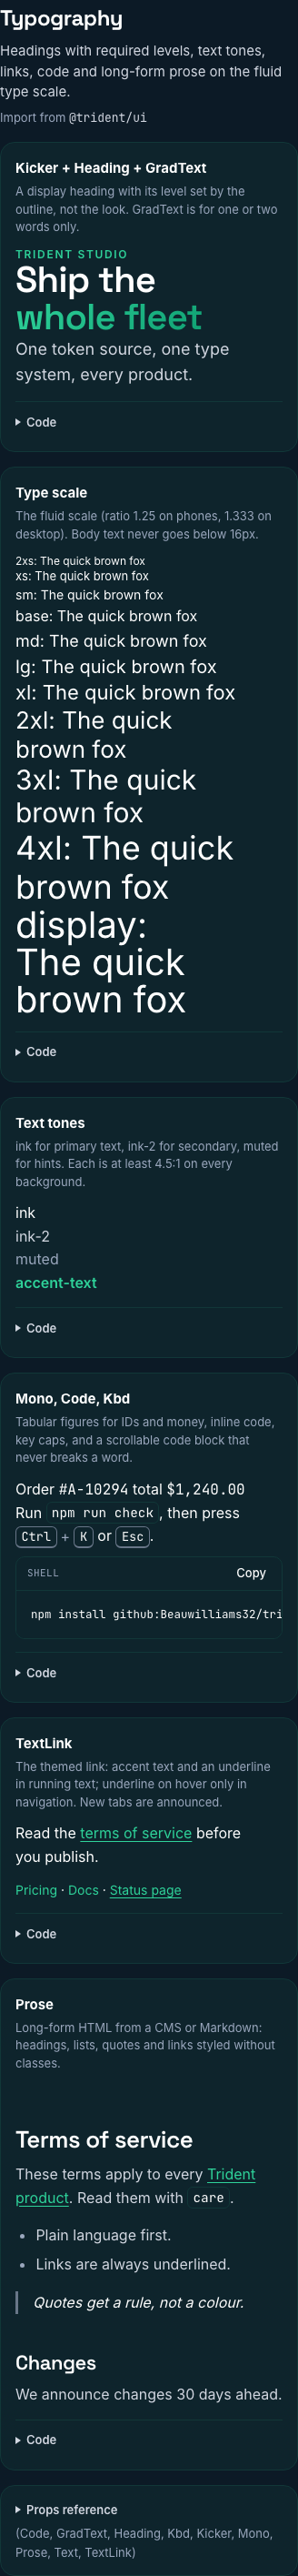 Typography
Headings with required levels, text tones,
links, code and long-form prose on the fluid
type scale.
Import from @trident/ui
Kicker + Heading + GradText
A display heading with its level set by the
outline, not the look. GradText is for one or two
words only.
TRIDENT STUDIO
Ship the
whole fleet
One token source, one type
system, every product.
Code
Type scale
The fluid scale (ratio 1.25 on phones, 1.333 on
desktop). Body text never goes below 16px.
2xs: The quick brown fox
xs: The quick brown fox
sm: The quick brown fox
base: The quick brown fox
md: The quick brown fox
lg: The quick brown fox
xl: The quick brown fox
2xl: The quick
brown fox
3xl: The quick
brown fox
4xl: The quick
brown fox
display:
The quick
brown fox
Code
Text tones
ink for primary text, ink-2 for secondary, muted
for hints. Each is at least 4.5:1 on every
background.
ink
ink-2
muted
accent-text
Code
Mono, Code, Kbd
Tabular figures for IDs and money, inline code,
key caps, and a scrollable code block that
never breaks a word.
Order #A-10294 total $1,240.00
Run npm run check, then press
Ctrl + K or Esc.
SHELL Copy
npm install github:Beauwilliams32/tri
Code
TextLink
The themed link: accent text and an underline
in running text; underline on hover only in
navigation. New tabs are announced.
Read the terms of service before
you publish.
Pricing · Docs · Status page
Code
Prose
Long-form HTML from a CMS or Markdown:
headings, lists, quotes and links styled without
classes.
Terms of service
These terms apply to every Trident
product. Read them with care.
• Plain language first.
• Links are always underlined.
Quotes get a rule, not a colour.
Changes
We announce changes 30 days ahead.
Code
Props reference
(Code, GradText, Heading, Kbd, Kicker, Mono,
Prose, Text, TextLink)